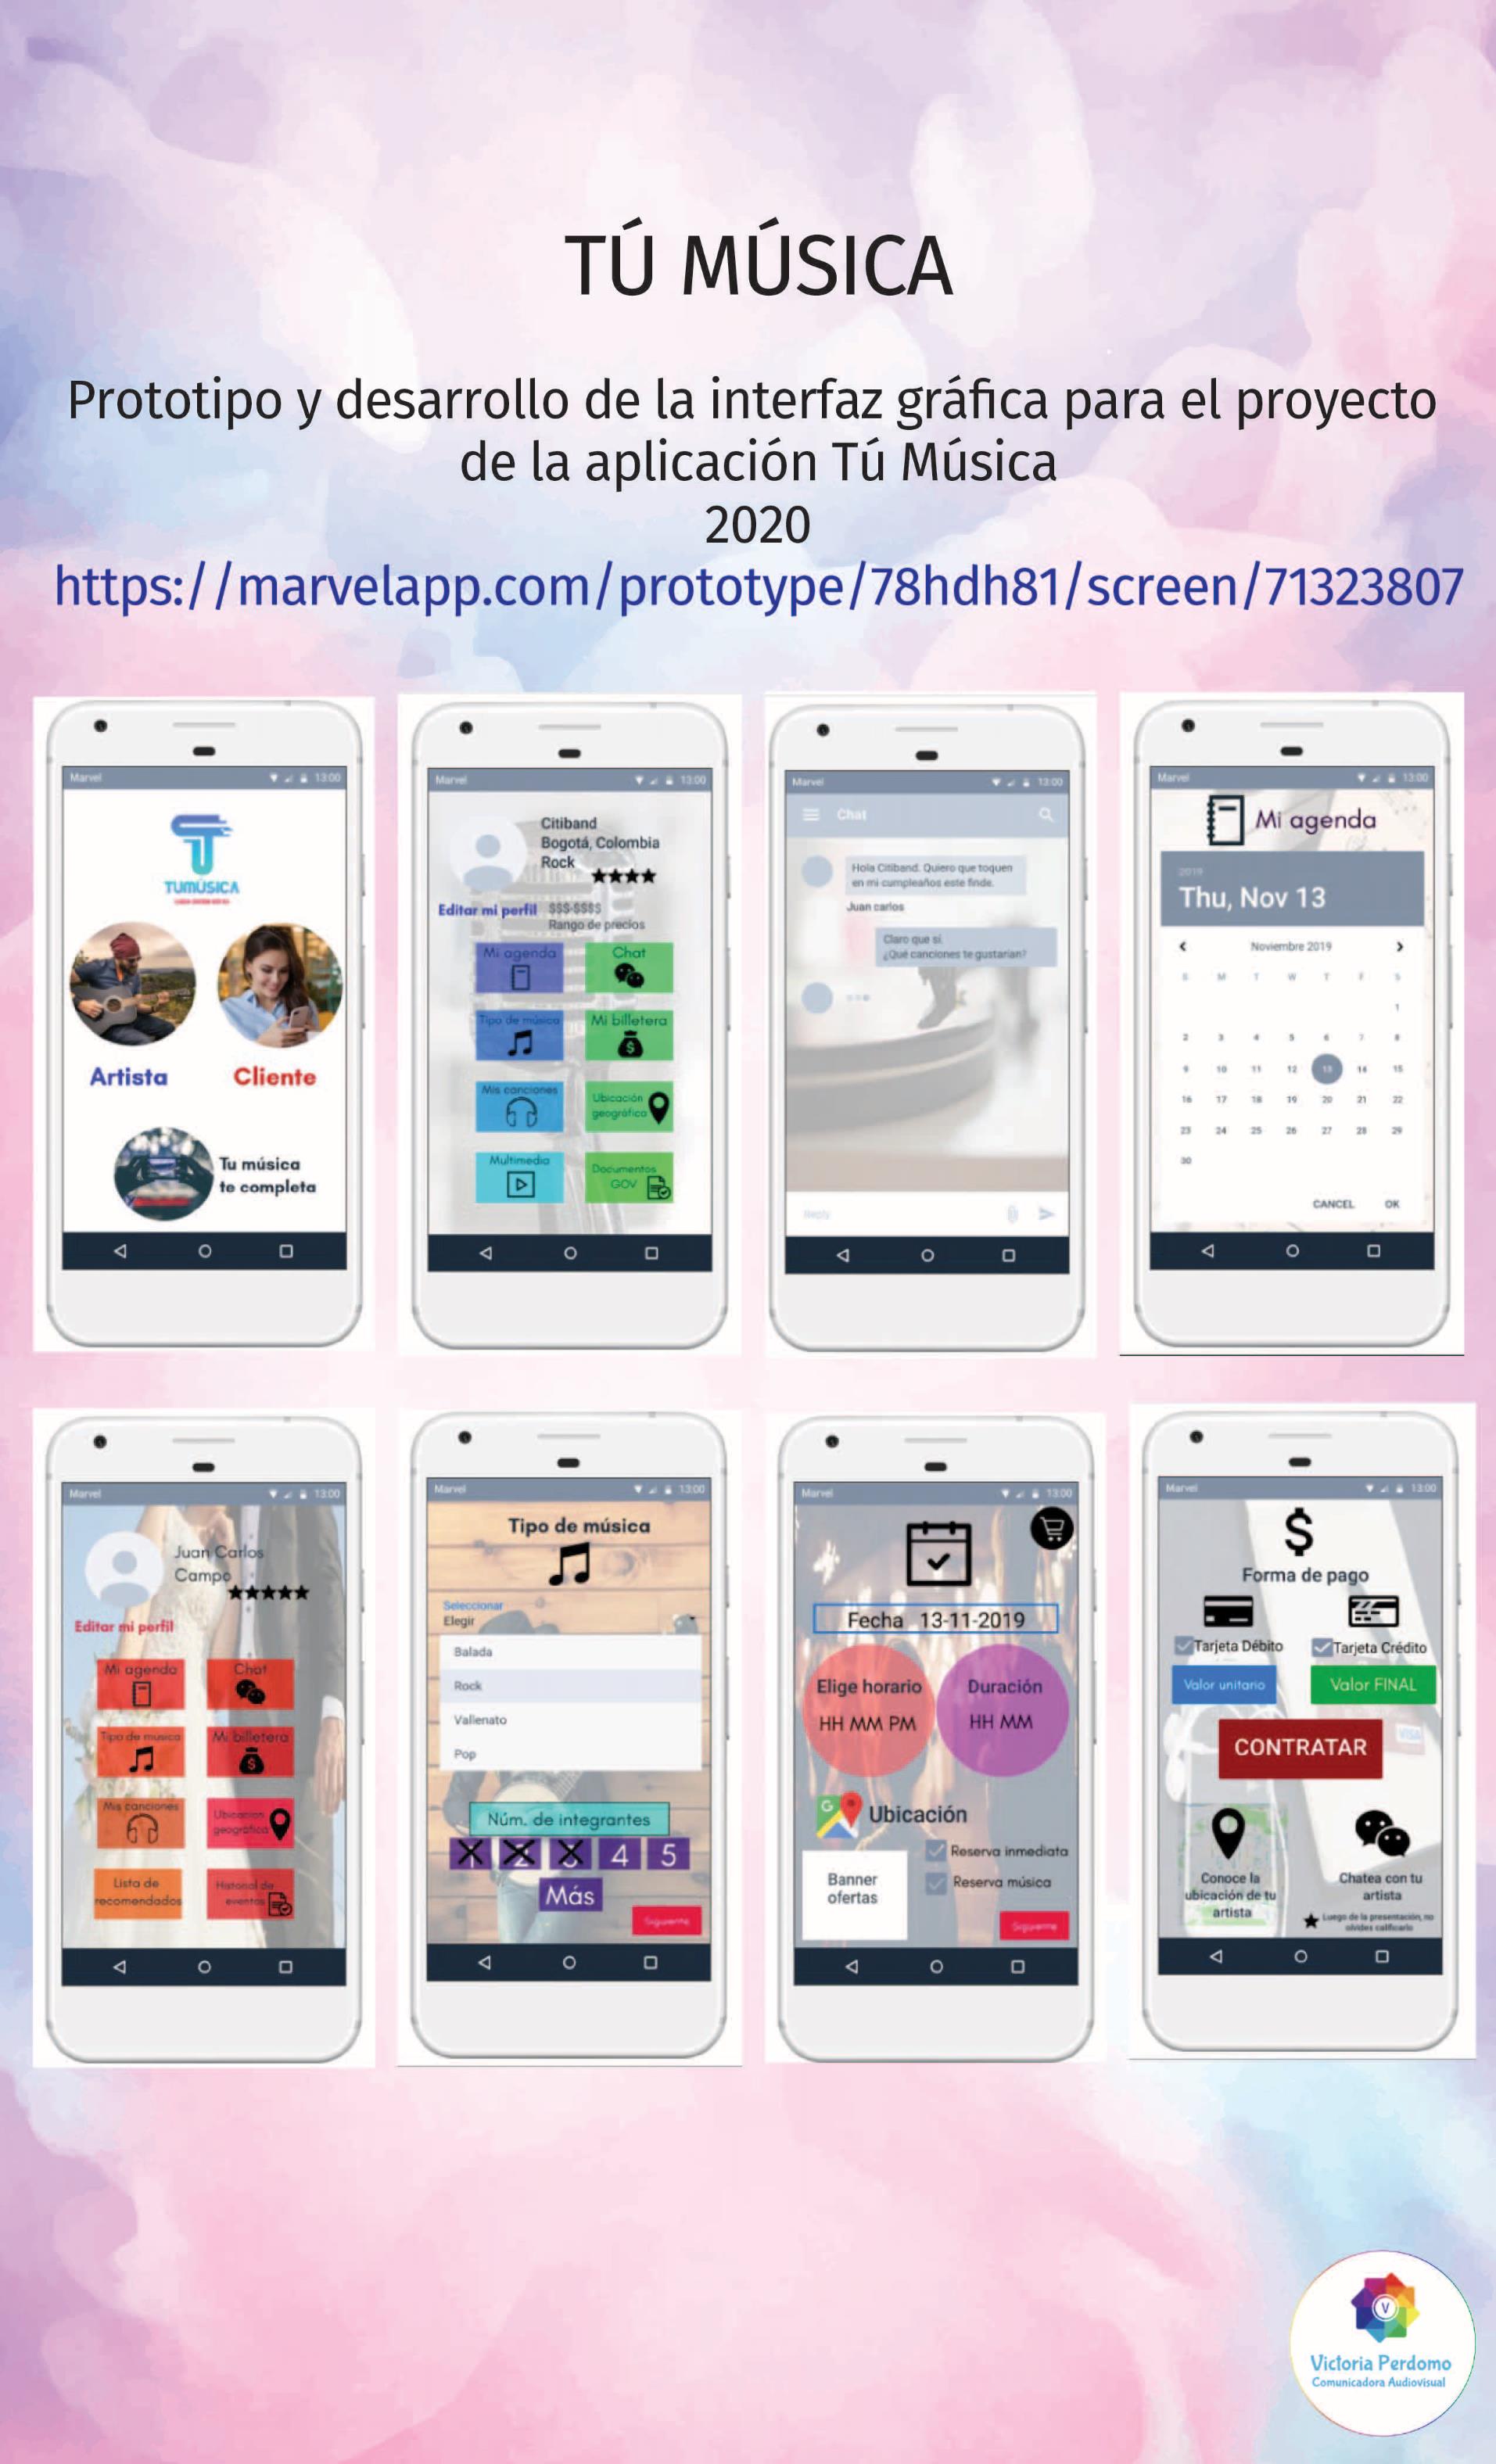 TÚ MÚSICA
Prototipo y desarrollo de la interfaz gráfica para el proyecto
de la aplicación Tú Música
2020
https://marvelapp.com/prototype/78hdh81/screen/71323807
Marvel
13:00
TUMÚSICA
Artista
Cliente
Tu música
te completa
Marvel
13:00
Citiband
Bogotá, Colombia
Rock
Editar mi perfil
$$$-$$$$
Rango de precios
Mi agenda
Chat
Tipo de música
Mi billetera
Mis canciones
Ubicación
geográfica
Multimedia
Documentos
GOV
Marvel
13:00
Chat
Hola Citiband. Quiero que toquen
en mi cumpleaños este finde.
Juan carlos
Claro que si.
¿Qué canciones te gustarían?
Reply
Marvel
13:00
Mi agenda
2019
Thu, Nov 13
Noviembre 2019
S M T W T F S
1
2 3 4 5 6 7 8
9 10 11 12 13 14 15
16 17 18 19 20 21 22
23 24 25 26 27 28 29
30
CANCEL OK
Marvel
13:00
Juan Carlos
Campo
Editar mi perfil
Mi agenda
Chat
Tipo de musica
Mi billetera
Mis canciones
Ubicacion
geografica
Lista de
recomendados
Historial de
eventos
Marvel
13:00
Tipo de música
Seleccionar
Elegir
Balada
Rock
Vallenato
Pop
Núm. de integrantes
1 2 3 4 5
Más
Siguiente
Marvel
13:00
Fecha 13-11-2019
Elige horario
HH MM PM
Duración
HH MM
Ubicación
Reserva inmediata
Reserva música
Banner
ofertas
Siguiente
Marvel
13:00
$
Forma de pago
Tarjeta Débito
Tarjeta Crédito
Valor unitario
Valor FINAL
CONTRATAR
VISA
Conoce la
ubicación de tu
artista
Chatea con tu
artista
Luego de la presentación, no
olvides calificarlo
V
Victoria Perdomo
Comunicadora Audiovisual